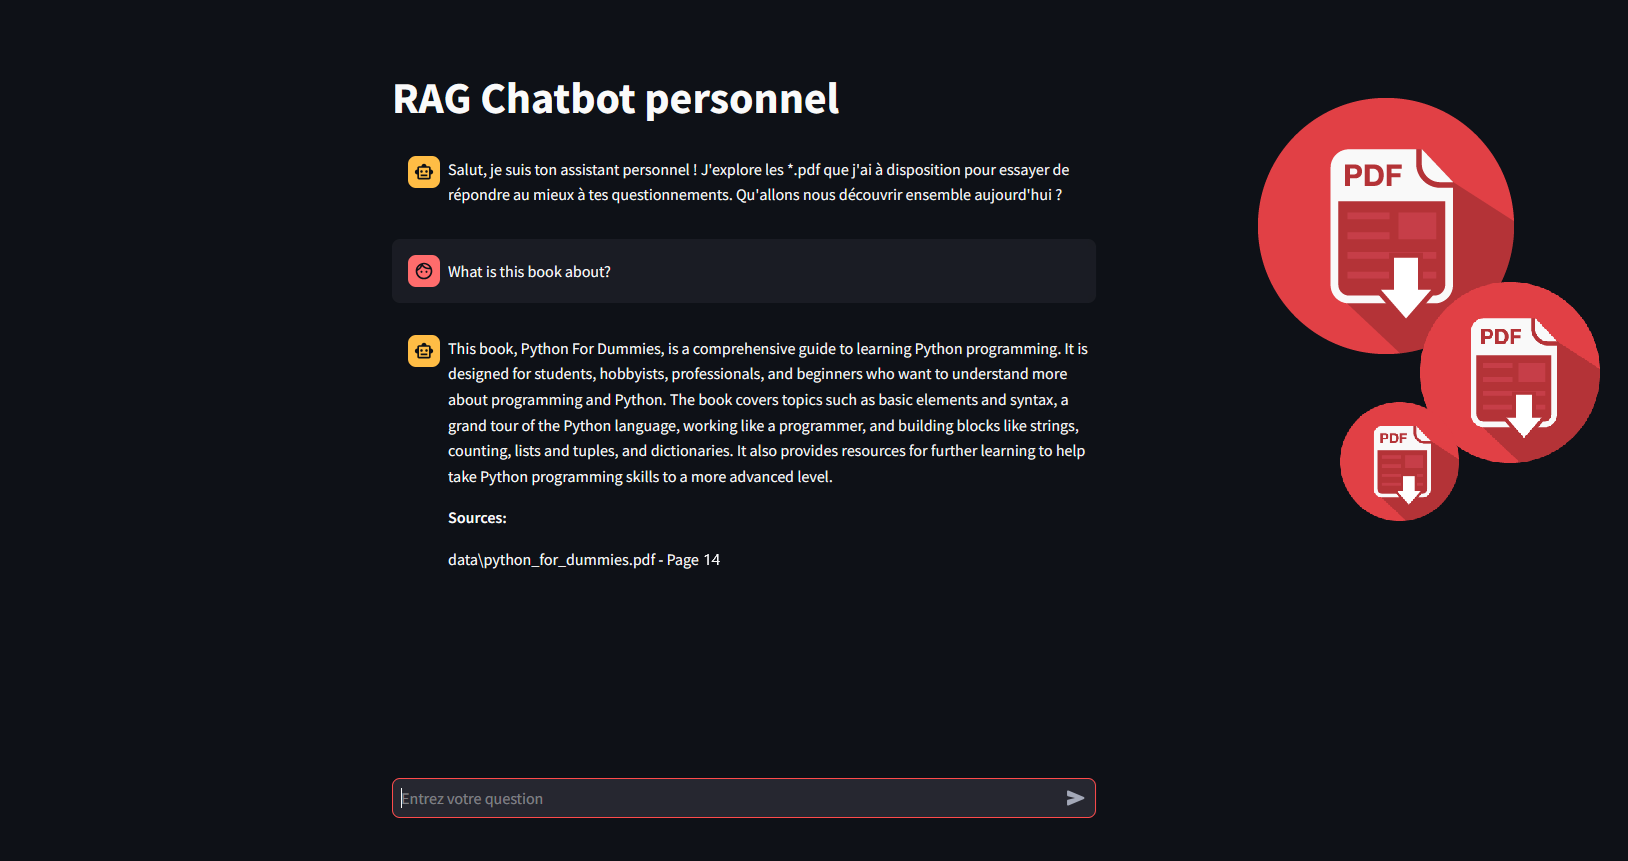 RAG Chatbot personnel
Salut, je suis ton assistant personnel ! J'explore les *.pdf que j'ai à disposition pour essayer de
répondre au mieux à tes questionnements. Qu'allons nous découvrir ensemble aujourd'hui ?
What is this book about?
This book, Python For Dummies, is a comprehensive guide to learning Python programming. It is
designed for students, hobbyists, professionals, and beginners who want to understand more
about programming and Python. The book covers topics such as basic elements and syntax, a
grand tour of the Python language, working like a programmer, and building blocks like strings,
counting, lists and tuples, and dictionaries. It also provides resources for further learning to help
take Python programming skills to a more advanced level.
Sources:
data\python_for_dummies.pdf - Page 14
Entrez votre question
PDF
PDF
PDF